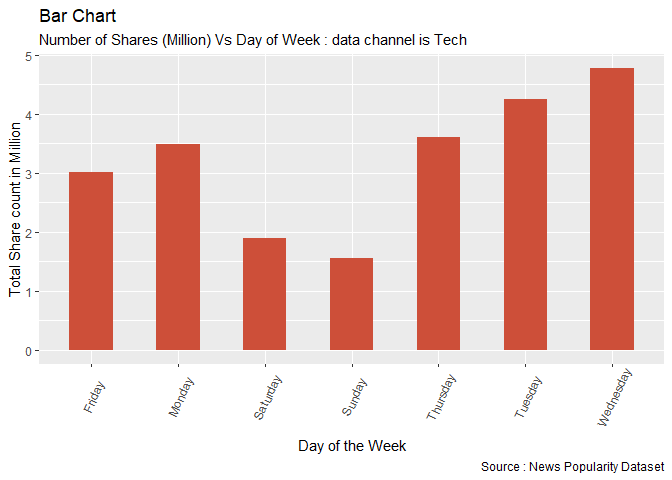 Bar Chart
Number of Shares (Million) Vs Day of Week : data channel is Tech
Total Share count in Million
5
4
3
2
1
0
Friday
Monday
Saturday
Sunday
Thursday
Tuesday
Wednesday
Day of the Week
Source : News Popularity Dataset